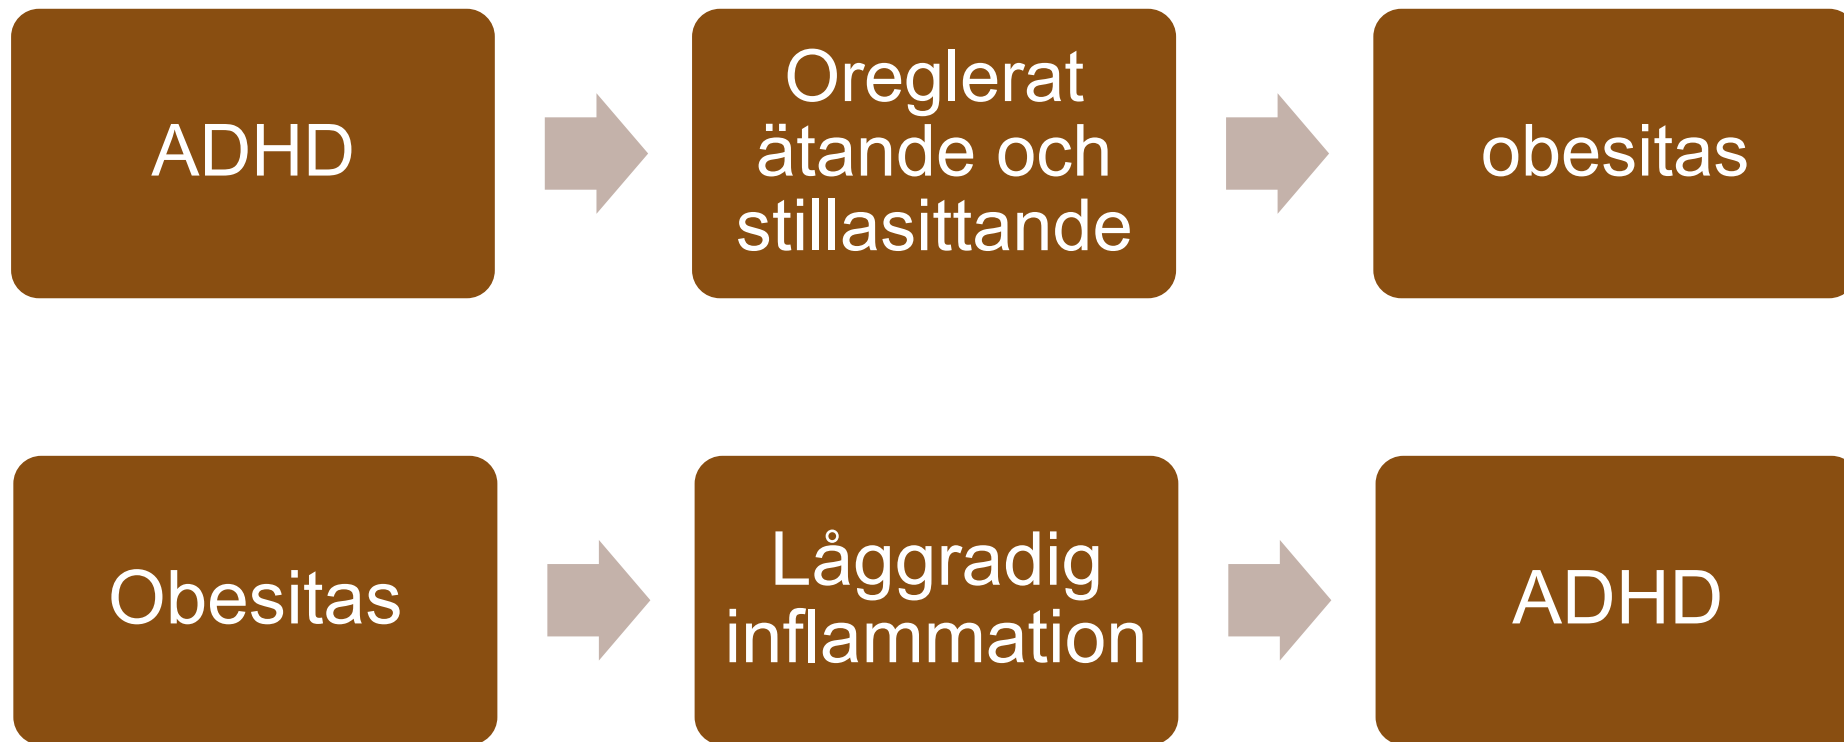 ADHD
Oreglerat
ätande och
stillasittande
obesitas
Obesitas
Låggradig
inflammation
ADHD